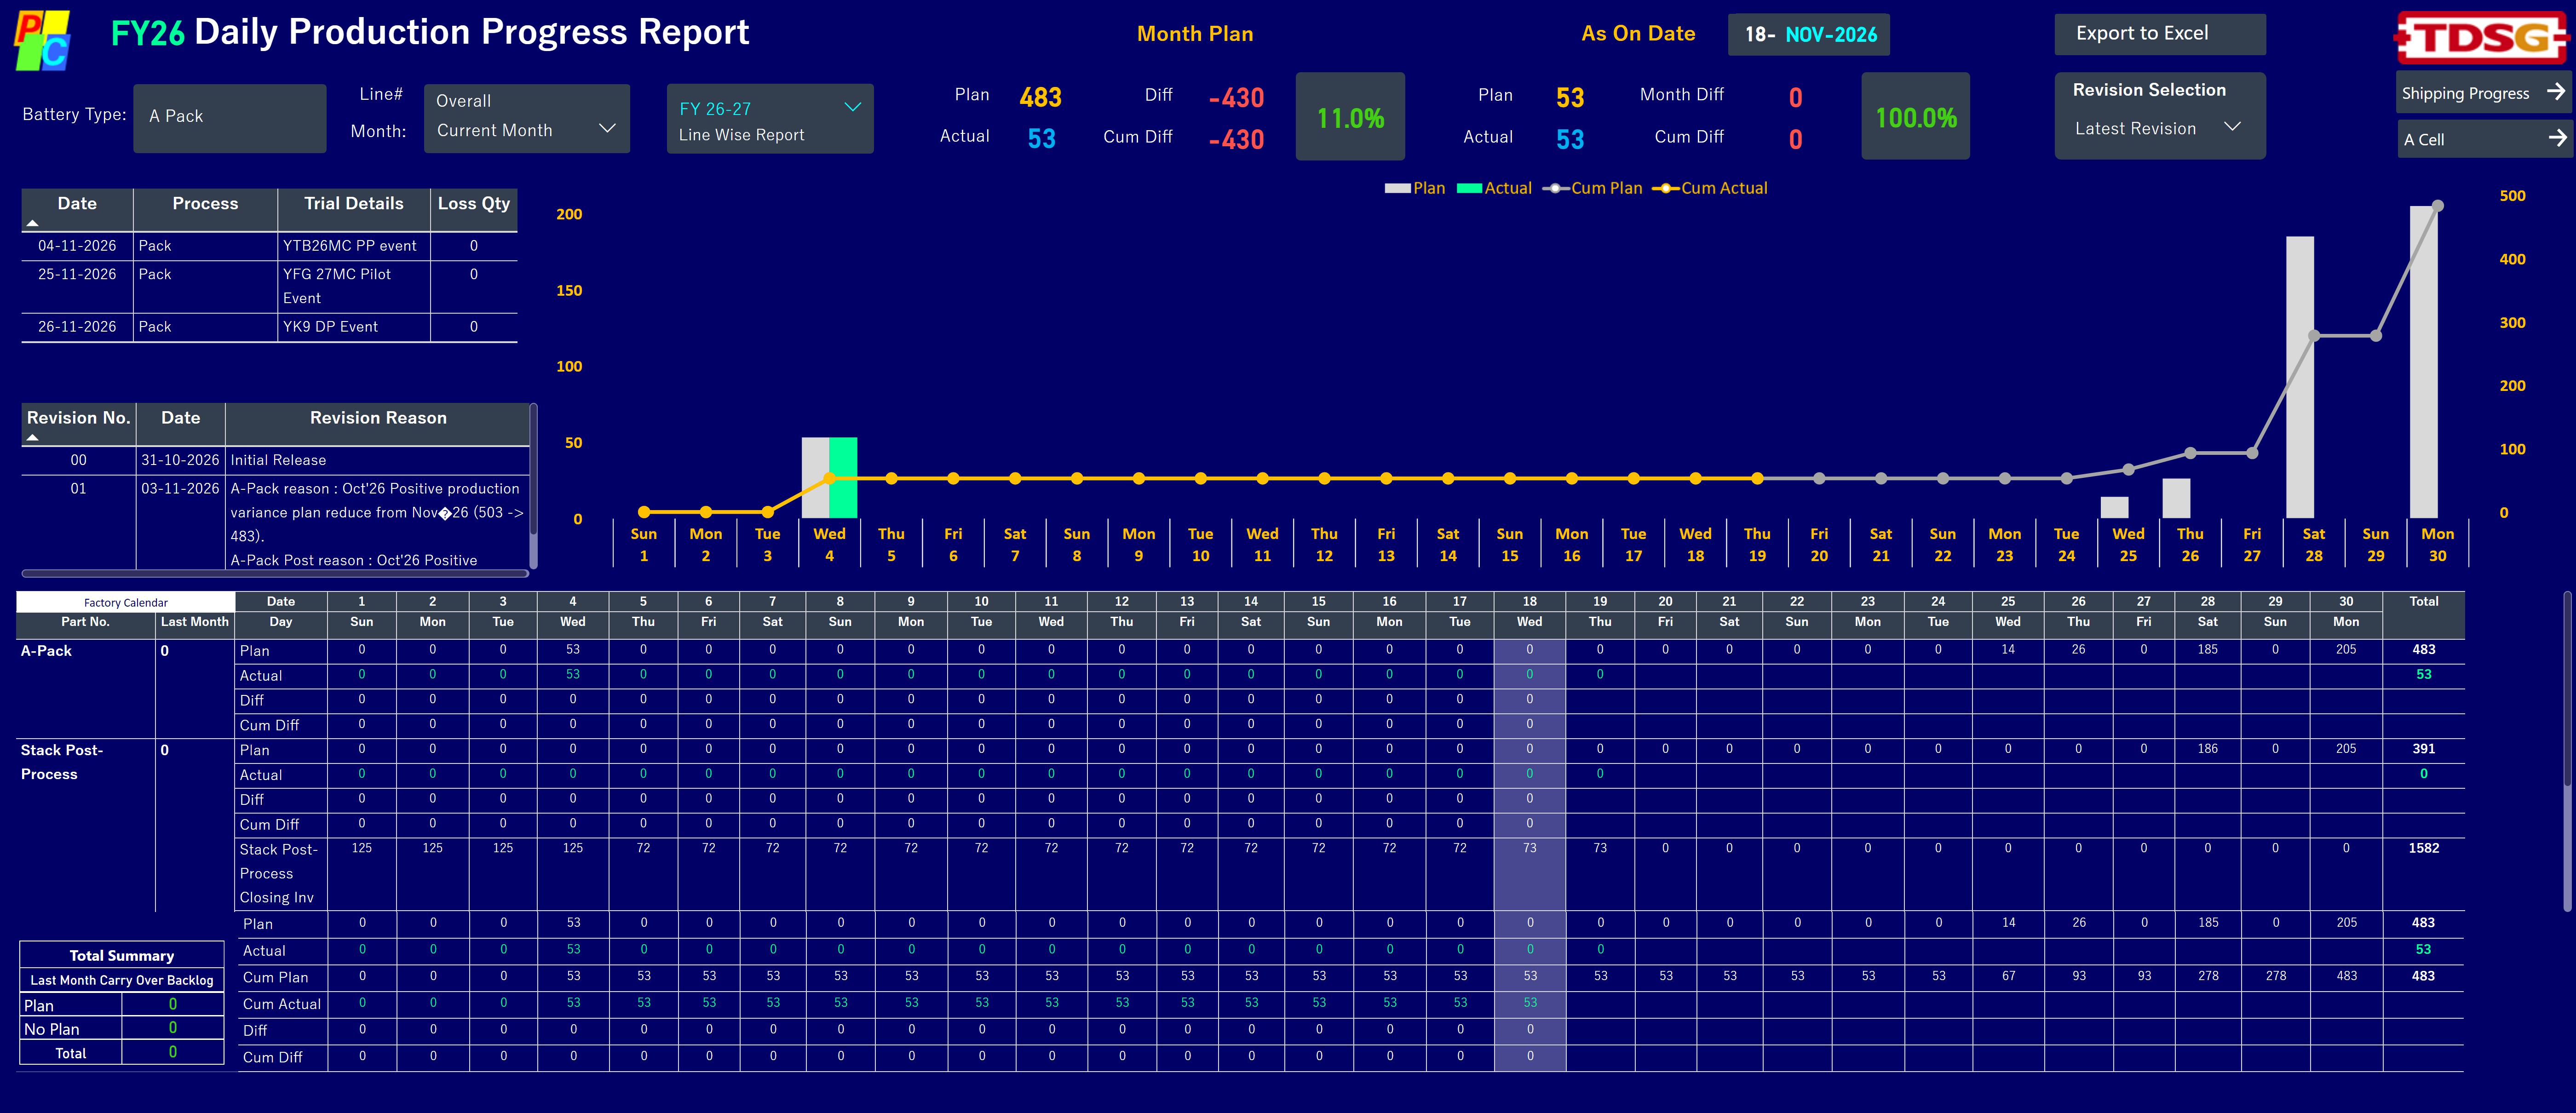 PC
FY26 Daily Production Progress Report
Month Plan
As On Date
18- NOV-2026
Export to Excel
TDSG
Battery Type:
A Pack
Line#
Overall
Month:
Current Month
FY 26-27
Line Wise Report
Plan 483 Diff -430
Actual 53 Cum Diff -430
11.0%
Plan 53 Month Diff 0
Actual 53 Cum Diff 0
100.0%
Revision Selection
Latest Revision
Shipping Progress
A Cell
Date Process Trial Details Loss Qty
04-11-2026 Pack YTB26MC PP event 0
25-11-2026 Pack YFG 27MC Pilot 0
Event
26-11-2026 Pack YK9 DP Event 0
Revision No. Date Revision Reason
00 31-10-2026 Initial Release
01 03-11-2026 A-Pack reason : Oct'26 Positive production
variance plan reduce from Nov�26 (503 ->
483).
A-Pack Post reason : Oct'26 Positive
Plan Actual Cum Plan Cum Actual
200
150
100
50
0
500
400
300
200
100
0
Sun Mon Tue Wed Thu Fri Sat Sun Mon Tue Wed Thu Fri Sat Sun Mon Tue Wed Thu Fri Sat Sun Mon Tue Wed Thu Fri Sat Sun Mon
1 2 3 4 5 6 7 8 9 10 11 12 13 14 15 16 17 18 19 20 21 22 23 24 25 26 27 28 29 30
Factory Calendar Date 1 2 3 4 5 6 7 8 9 10 11 12 13 14 15 16 17 18 19 20 21 22 23 24 25 26 27 28 29 30 Total
Part No. Last Month Day Sun Mon Tue Wed Thu Fri Sat Sun Mon Tue Wed Thu Fri Sat Sun Mon Tue Wed Thu Fri Sat Sun Mon Tue Wed Thu Fri Sat Sun Mon
A-Pack 0 Plan 0 0 0 53 0 0 0 0 0 0 0 0 0 0 0 0 0 0 0 0 0 0 0 0 14 26 0 185 0 205 483
Actual 0 0 0 53 0 0 0 0 0 0 0 0 0 0 0 0 0 0 0 53
Diff 0 0 0 0 0 0 0 0 0 0 0 0 0 0 0 0 0 0
Cum Diff 0 0 0 0 0 0 0 0 0 0 0 0 0 0 0 0 0 0
Stack Post- 0 Plan 0 0 0 0 0 0 0 0 0 0 0 0 0 0 0 0 0 0 0 0 0 0 0 0 0 0 0 186 0 205 391
Process Actual 0 0 0 0 0 0 0 0 0 0 0 0 0 0 0 0 0 0 0 0
Diff 0 0 0 0 0 0 0 0 0 0 0 0 0 0 0 0 0 0
Cum Diff 0 0 0 0 0 0 0 0 0 0 0 0 0 0 0 0 0 0
Stack Post- 125 125 125 125 72 72 72 72 72 72 72 72 72 72 72 72 72 73 73 0 0 0 0 0 0 0 0 0 0 0 1582
Process
Closing Inv
Plan 0 0 0 53 0 0 0 0 0 0 0 0 0 0 0 0 0 0 0 0 0 0 0 0 14 26 0 185 0 205 483
Actual 0 0 0 53 0 0 0 0 0 0 0 0 0 0 0 0 0 0 0 53
Cum Plan 0 0 0 53 53 53 53 53 53 53 53 53 53 53 53 53 53 53 53 53 53 53 53 53 67 93 93 278 278 483 483
Cum Actual 0 0 0 53 53 53 53 53 53 53 53 53 53 53 53 53 53 53
Diff 0 0 0 0 0 0 0 0 0 0 0 0 0 0 0 0 0 0
Cum Diff 0 0 0 0 0 0 0 0 0 0 0 0 0 0 0 0 0 0
Total Summary
Last Month Carry Over Backlog
Plan 0
No Plan 0
Total 0